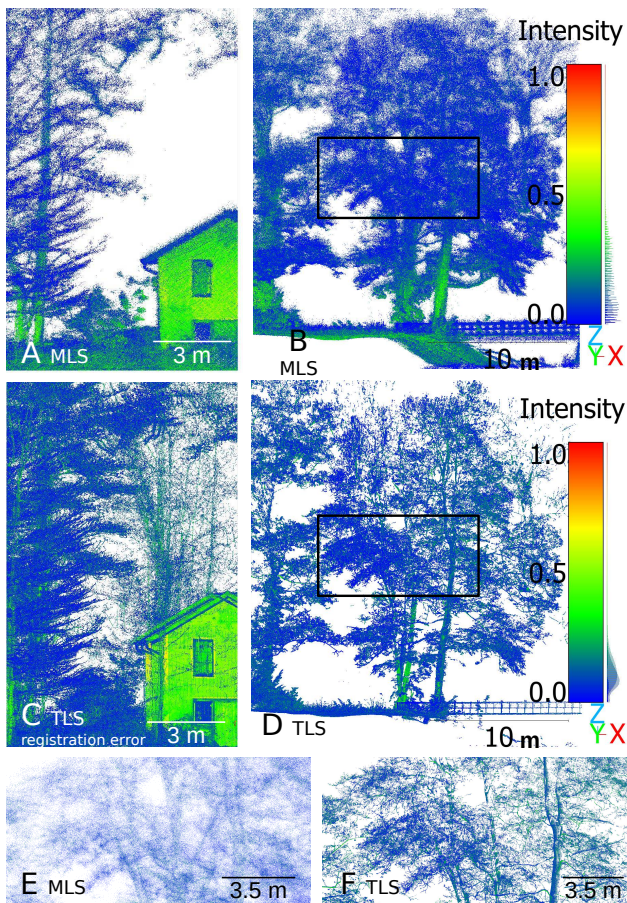 Intensity
1.0
0.5
0.0
Z
Y X
A MLS
3 m
B
MLS
10 m
Intensity
1.0
0.5
0.0
Z
Y X
C TLS
registration error
3 m
D TLS
10 m
E MLS
3.5 m
F TLS
3.5 m